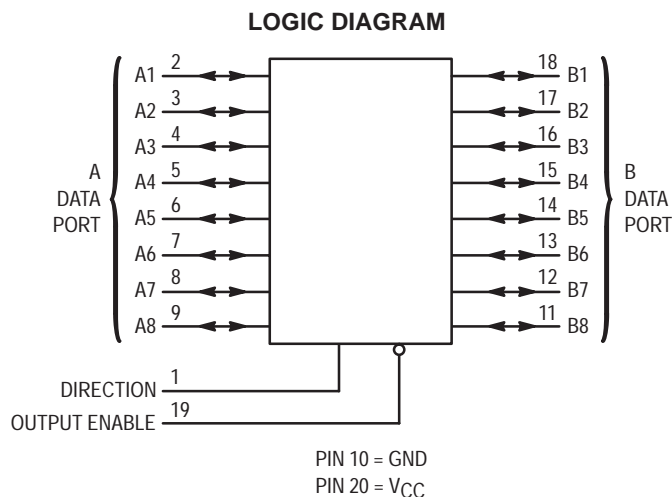 LOGIC DIAGRAM
A1 2 18 B1
A2 3 17 B2
A3 4 16 B3
A4 5 15 B4
A5 6 14 B5
A6 7 13 B6
A7 8 12 B7
A8 9 11 B8
A
DATA
PORT
B
DATA
PORT
DIRECTION 1
OUTPUT ENABLE 19
PIN 10 = GND
PIN 20 = VCC